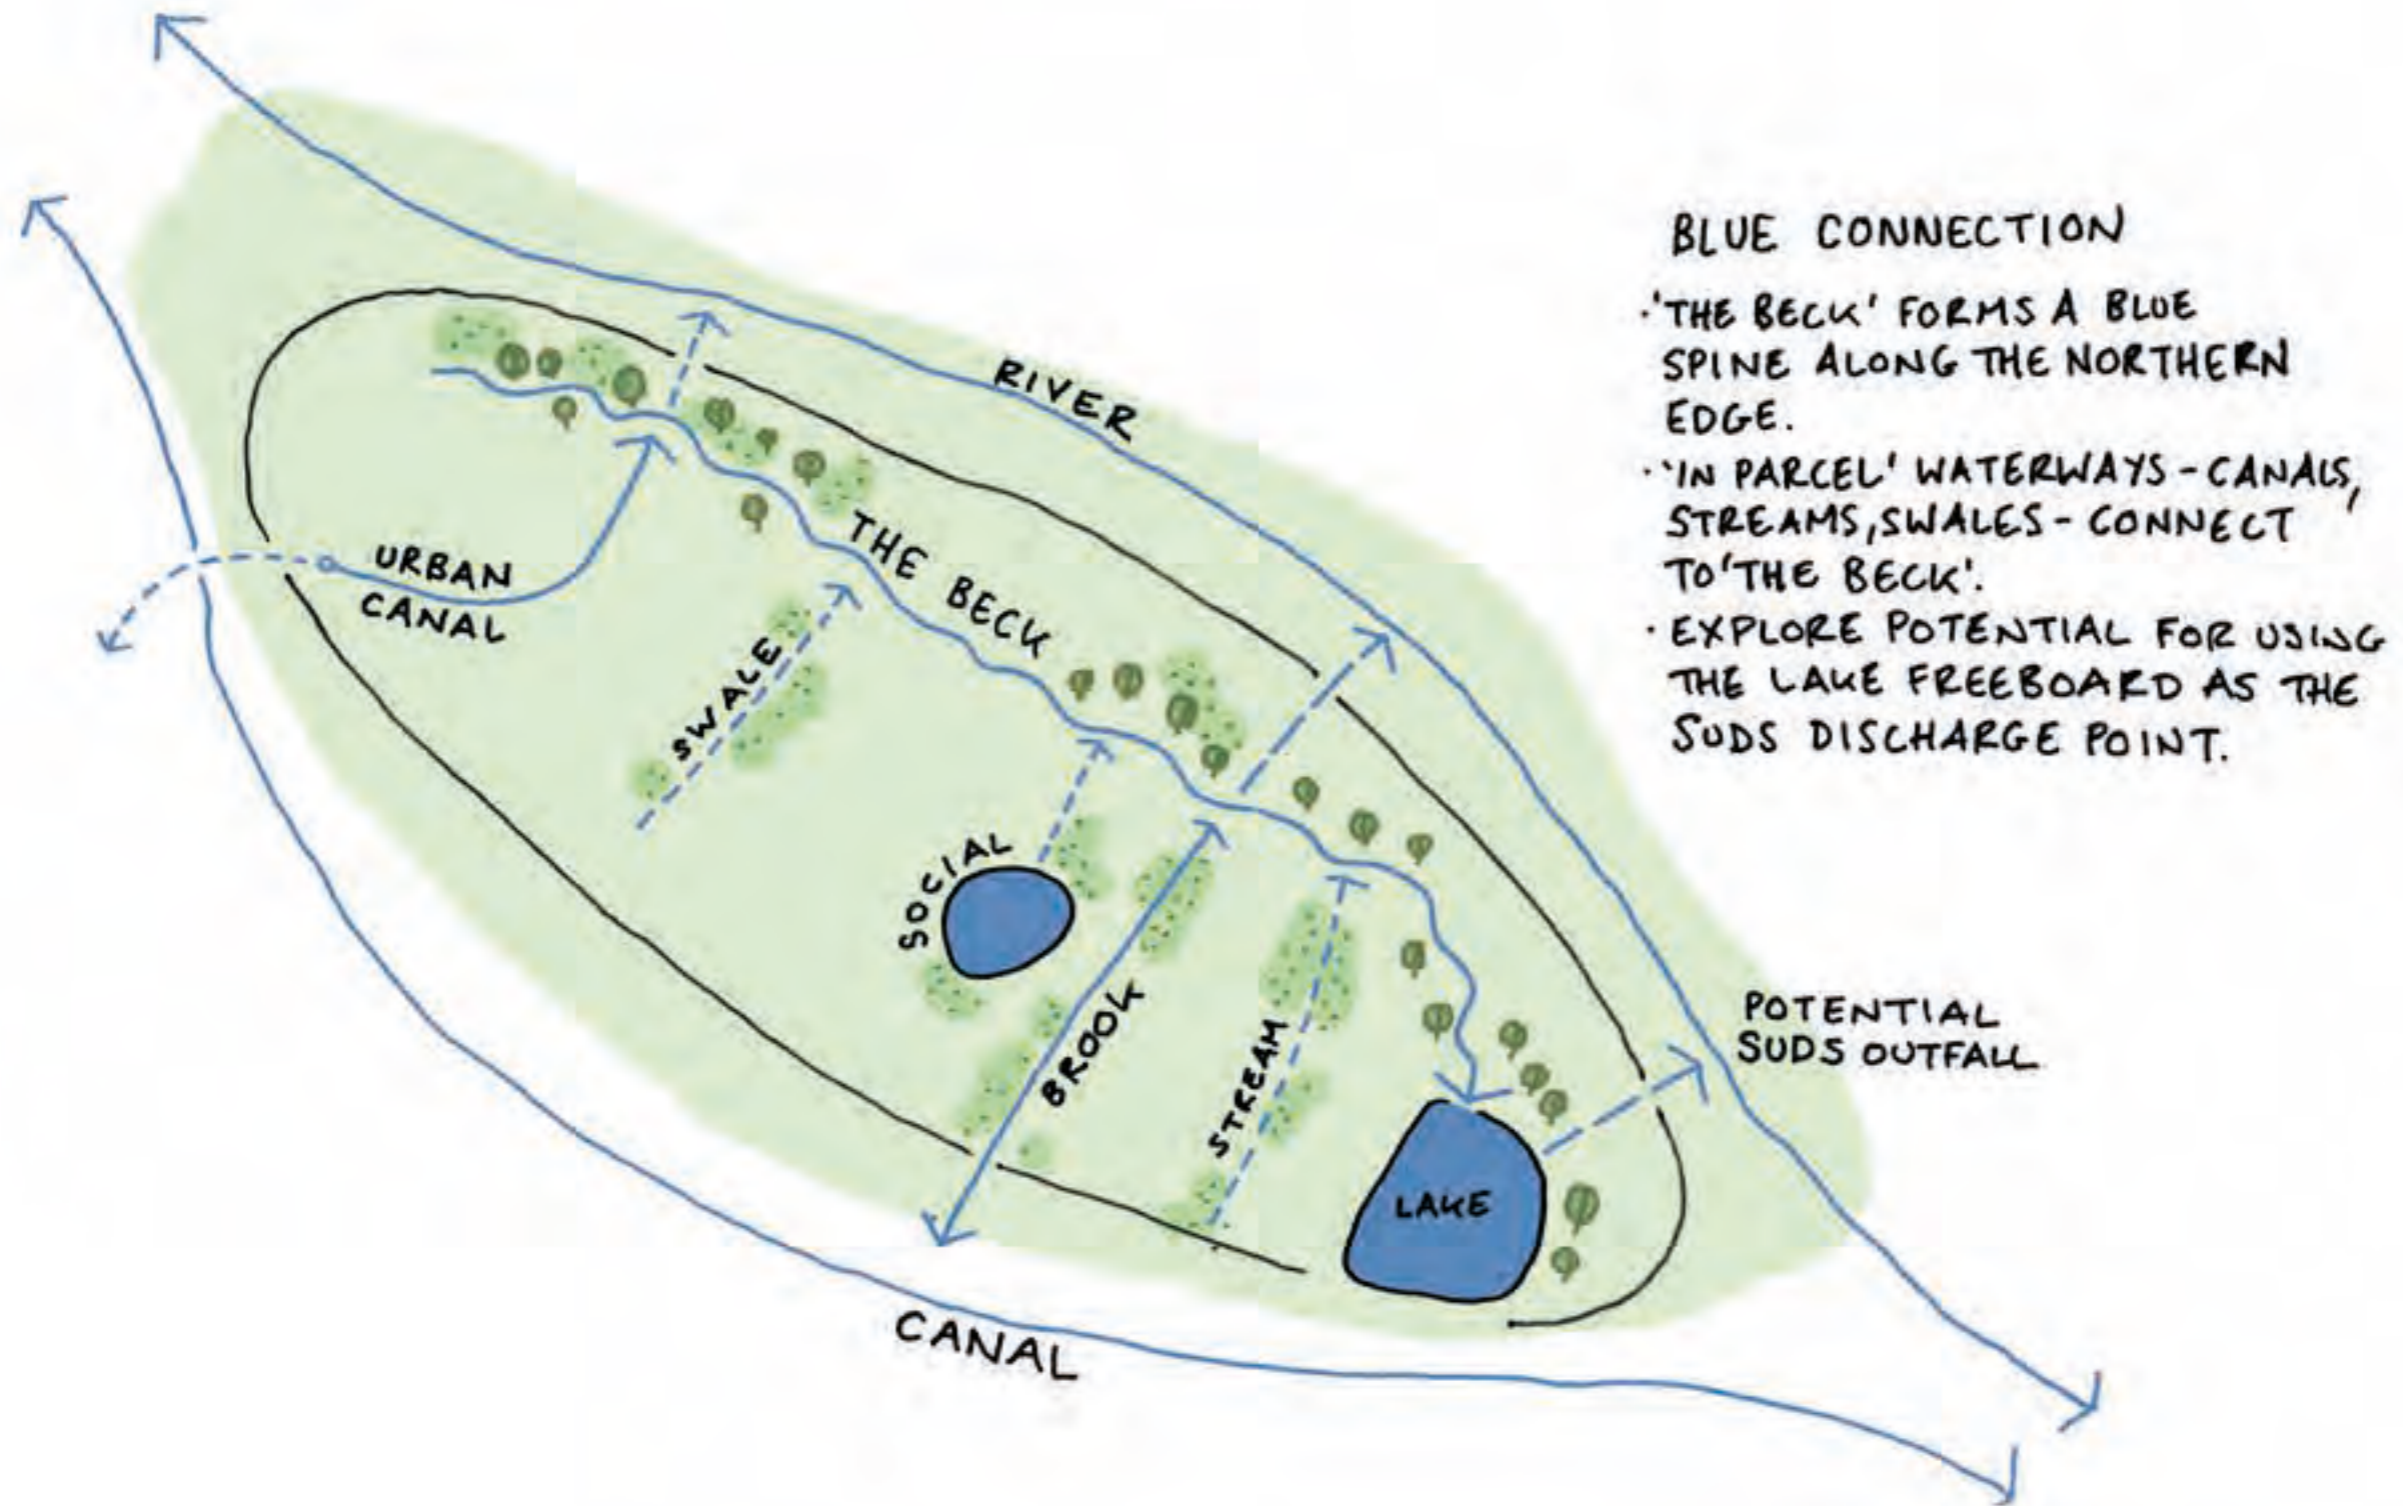 BLUE CONNECTION
·'THE BECK' FORMS A BLUE
SPINE ALONG THE NORTHERN
EDGE.
·'IN PARCEL' WATERWAYS - CANALS,
STREAMS, SWALES - CONNECT
TO 'THE BECK'.
·EXPLORE POTENTIAL FOR USING
THE LAKE FREEBOARD AS THE
SUDS DISCHARGE POINT.
RIVER
THE BECK
URBAN
CANAL
SWALE
SOCIAL
BROOK
STREAM
LAKE
POTENTIAL
SUDS OUTFALL
CANAL